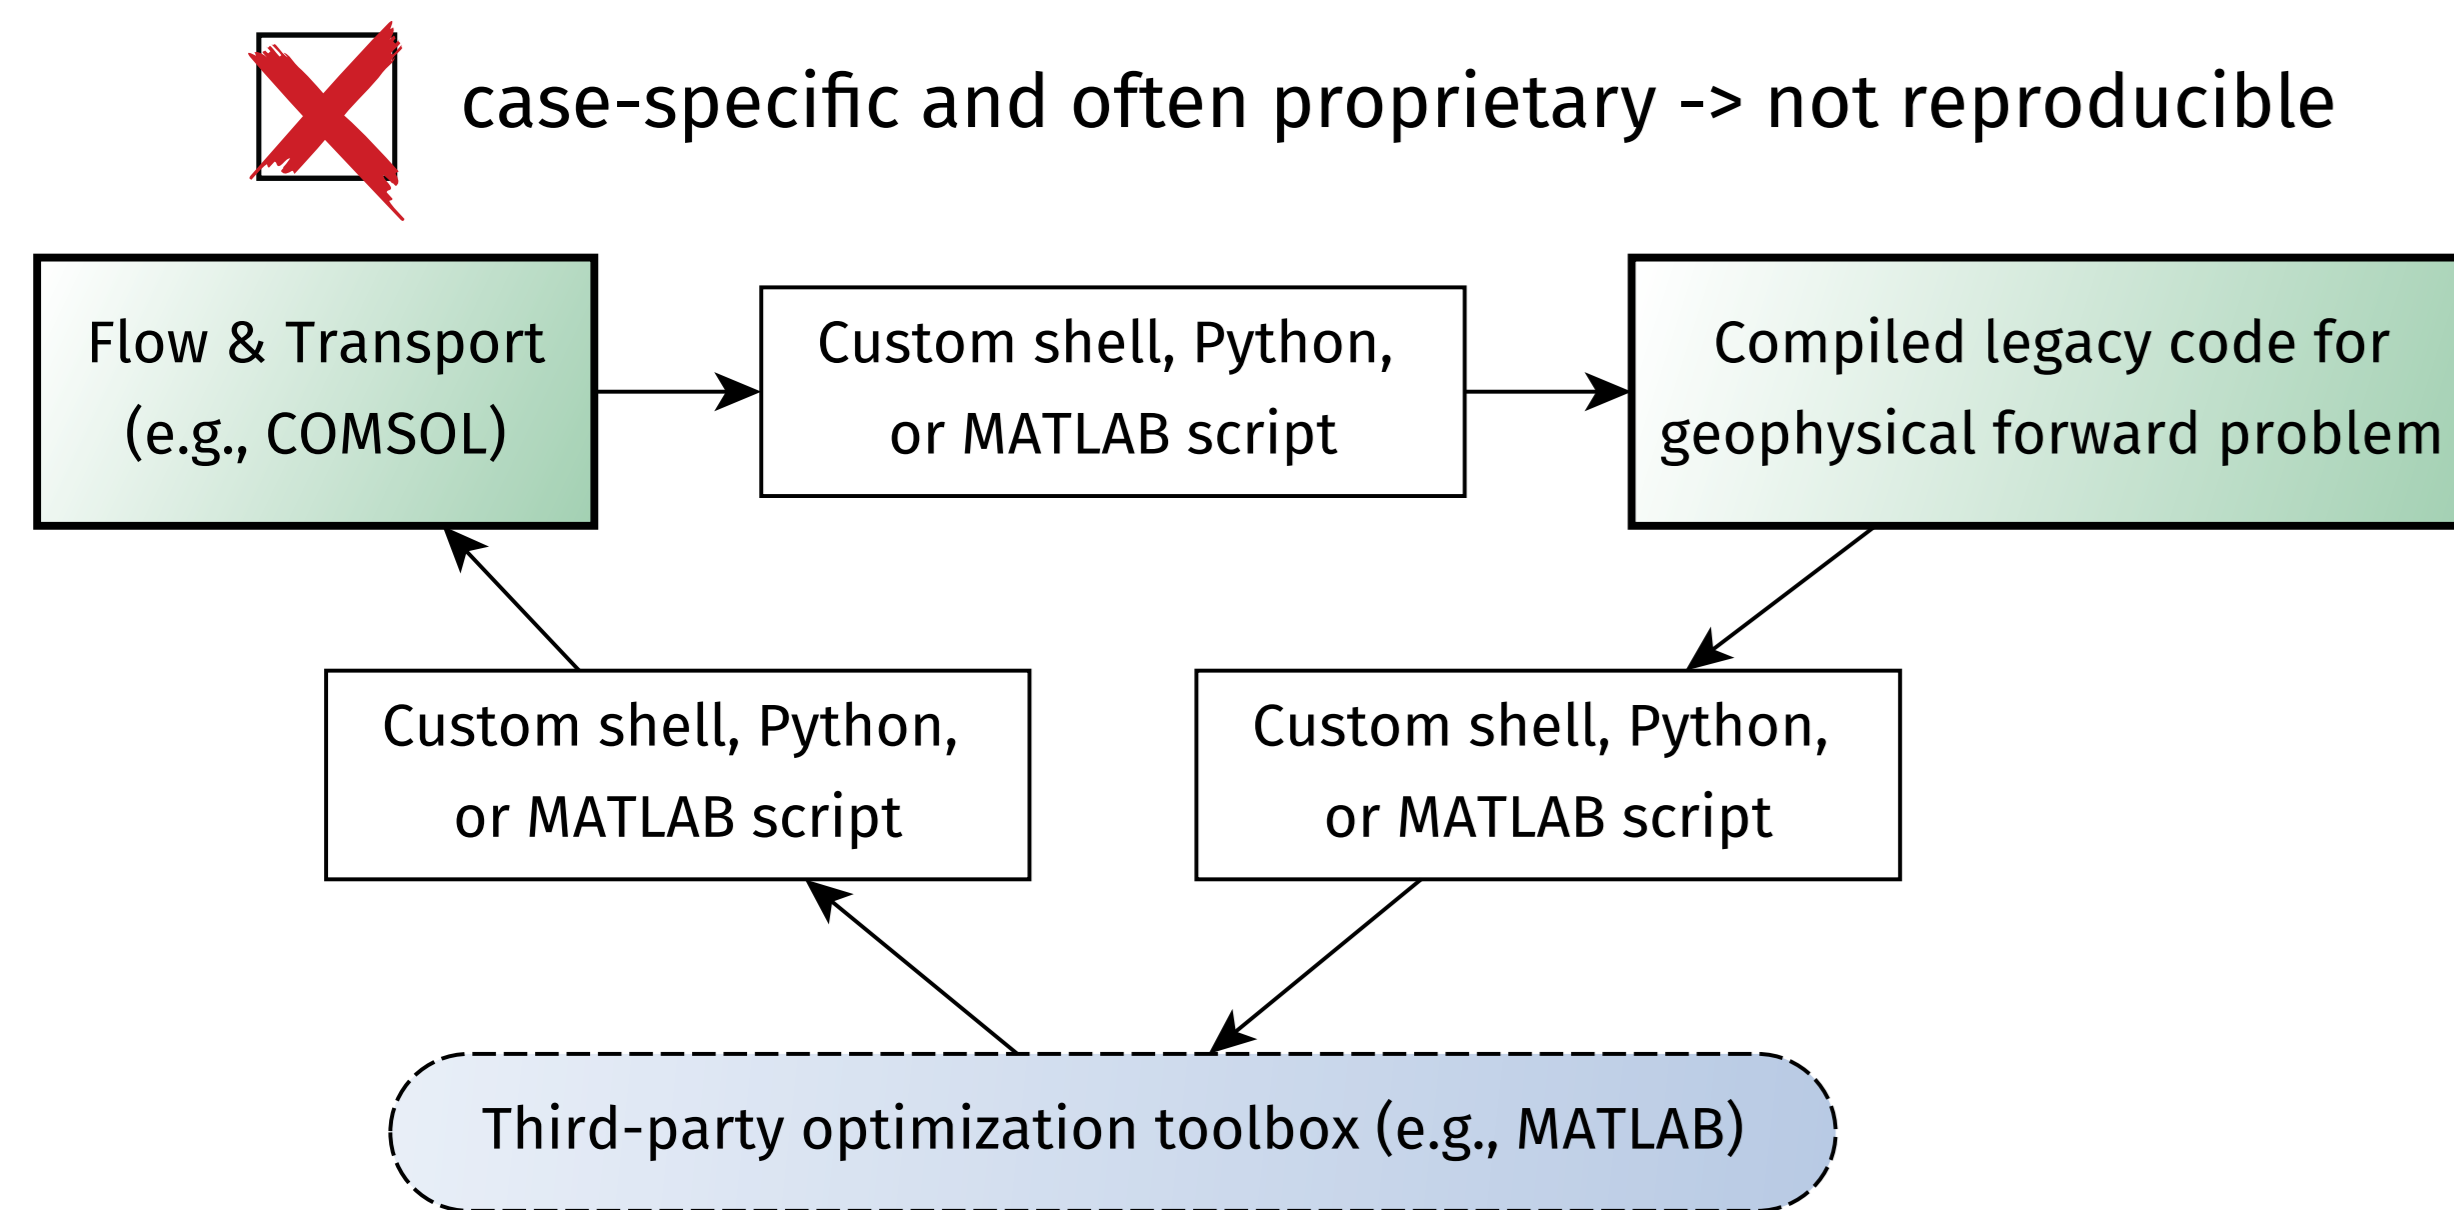 case-specific and often proprietary -> not reproducible
Flow & Transport
(e.g., COMSOL)
Custom shell, Python,
or MATLAB script
Compiled legacy code for
geophysical forward problem
Custom shell, Python,
or MATLAB script
Custom shell, Python,
or MATLAB script
Third-party optimization toolbox (e.g., MATLAB)